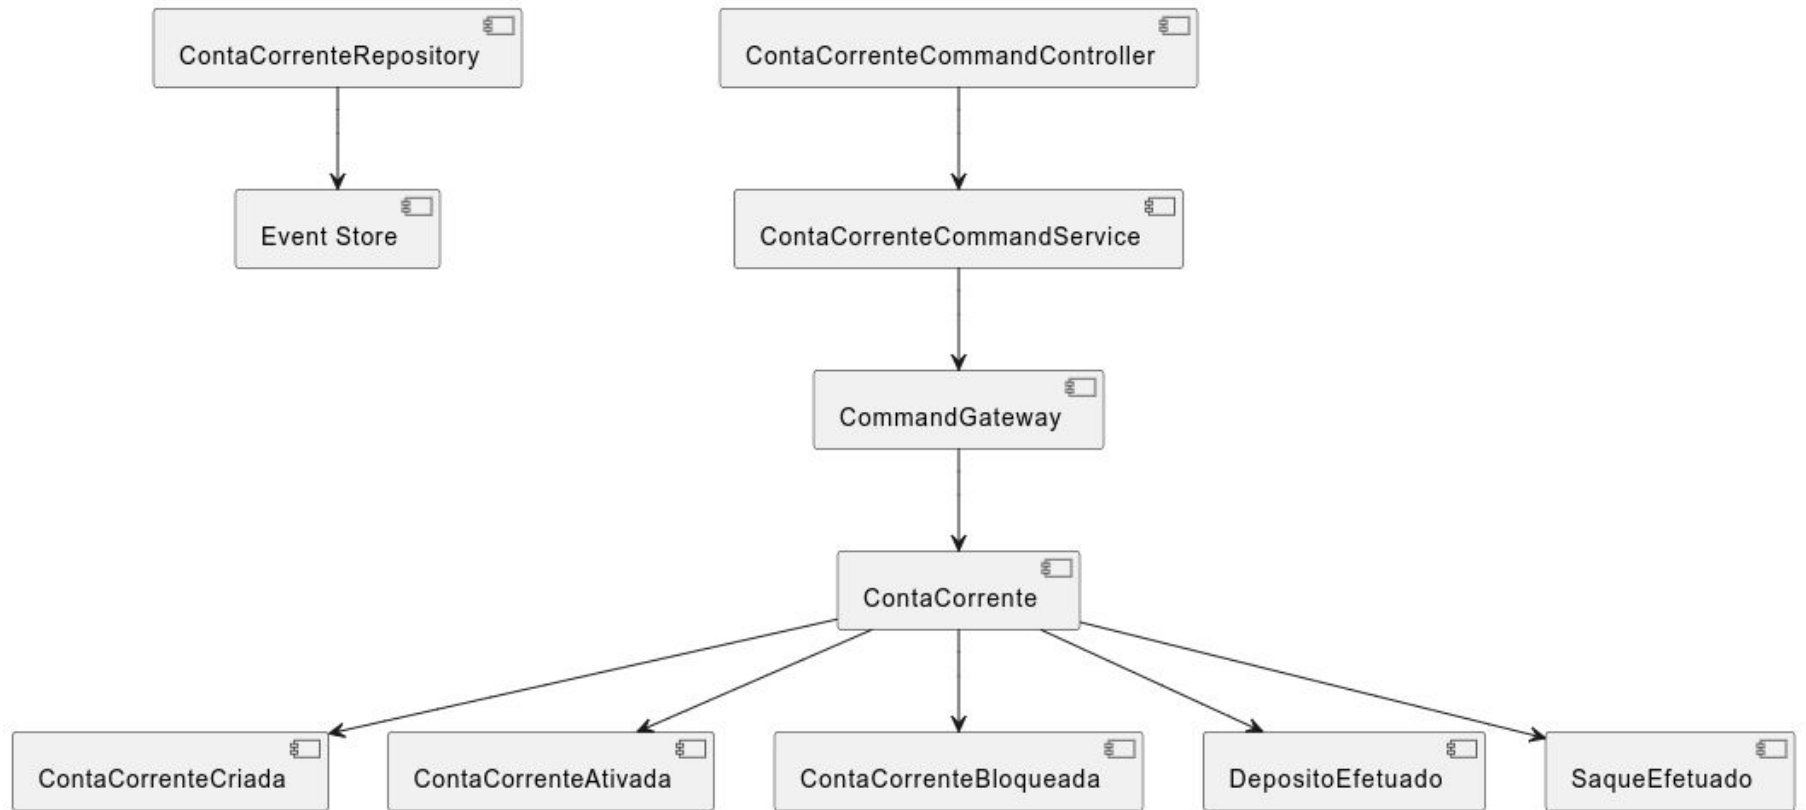 ContaCorrenteRepository
ContaCorrenteCommandController
Event Store
ContaCorrenteCommandService
CommandGateway
ContaCorrente
ContaCorrenteCriada
ContaCorrenteAtivada
ContaCorrenteBloqueada
DepositoEfetuado
SaqueEfetuado